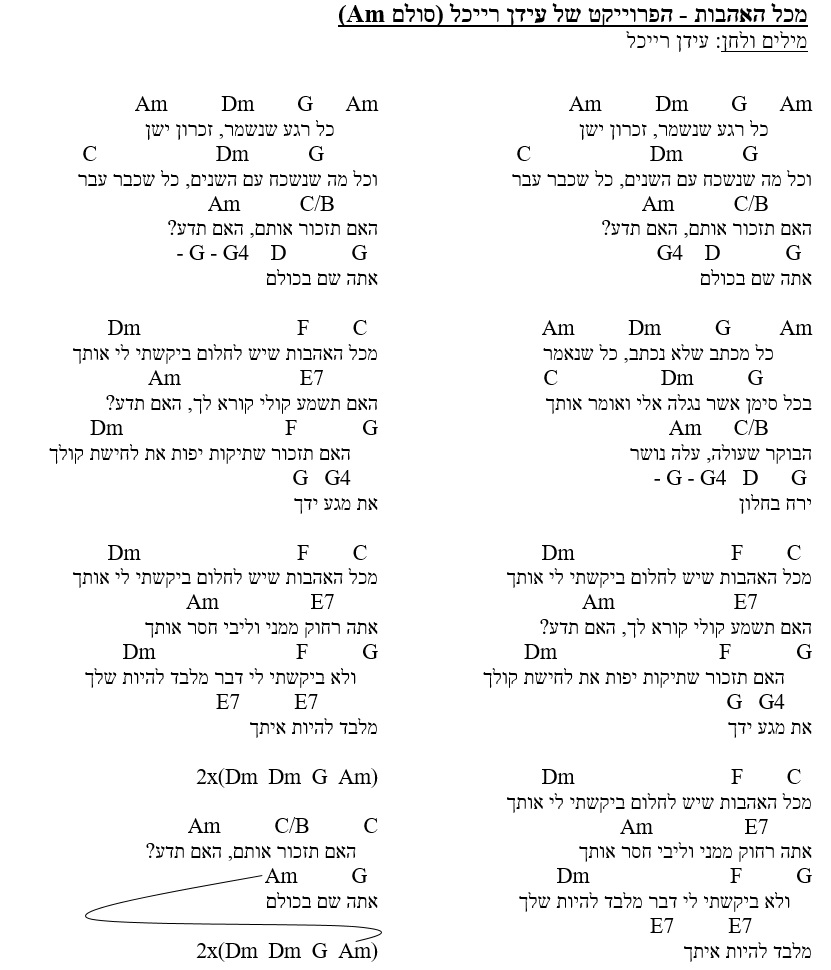 מכל האהבות - הפרוייקט של עידן רייכל (סולם Am)
מילים ולחן: עידן רייכל
Am Dm G Am
כל רגע שנשמר, זכרון ישן
C Dm G
וכל מה שנשכח עם השנים, כל שכבר עבר
Am C/B
האם תזכור אותם, האם תדע?
G4 D G
אתה שם בכולם
Am Dm G Am
כל מכתב שלא נכתב, כל שנאמר
C Dm G
בכל סימן אשר נגלה אלי ואומר אותך
Am C/B
הבוקר שעולה, עלה נושר
- G - G4 D G
ירח בחלון
Dm F C
מכל האהבות שיש לחלום ביקשתי לי אותך
Am E7
האם תשמע קולי קורא לך, האם תדע?
Dm F G
האם תזכור שתיקות יפות את לחישת קולך
G G4
את מגע ידך
Dm F C
מכל האהבות שיש לחלום ביקשתי לי אותך
Am E7
אתה רחוק ממני וליבי חסר אותך
Dm F G
ולא ביקשתי לי דבר מלבד להיות שלך
E7 E7
מלבד להיות איתך
Am Dm G Am
כל רגע שנשמר, זכרון ישן
C Dm G
וכל מה שנשכח עם השנים, כל שכבר עבר
Am C/B
האם תזכור אותם, האם תדע?
- G - G4 D G
אתה שם בכולם
Dm F C
מכל האהבות שיש לחלום ביקשתי לי אותך
Am E7
האם תשמע קולי קורא לך, האם תדע?
Dm F G
האם תזכור שתיקות יפות את לחישת קולך
G G4
את מגע ידך
Dm F C
מכל האהבות שיש לחלום ביקשתי לי אותך
Am E7
אתה רחוק ממני וליבי חסר אותך
Dm F G
ולא ביקשתי לי דבר מלבד להיות שלך
E7 E7
מלבד להיות איתך
2x(Dm Dm G Am)
Am C/B C
האם תזכור אותם, האם תדע?
Am G
אתה שם בכולם
2x(Dm Dm G Am)